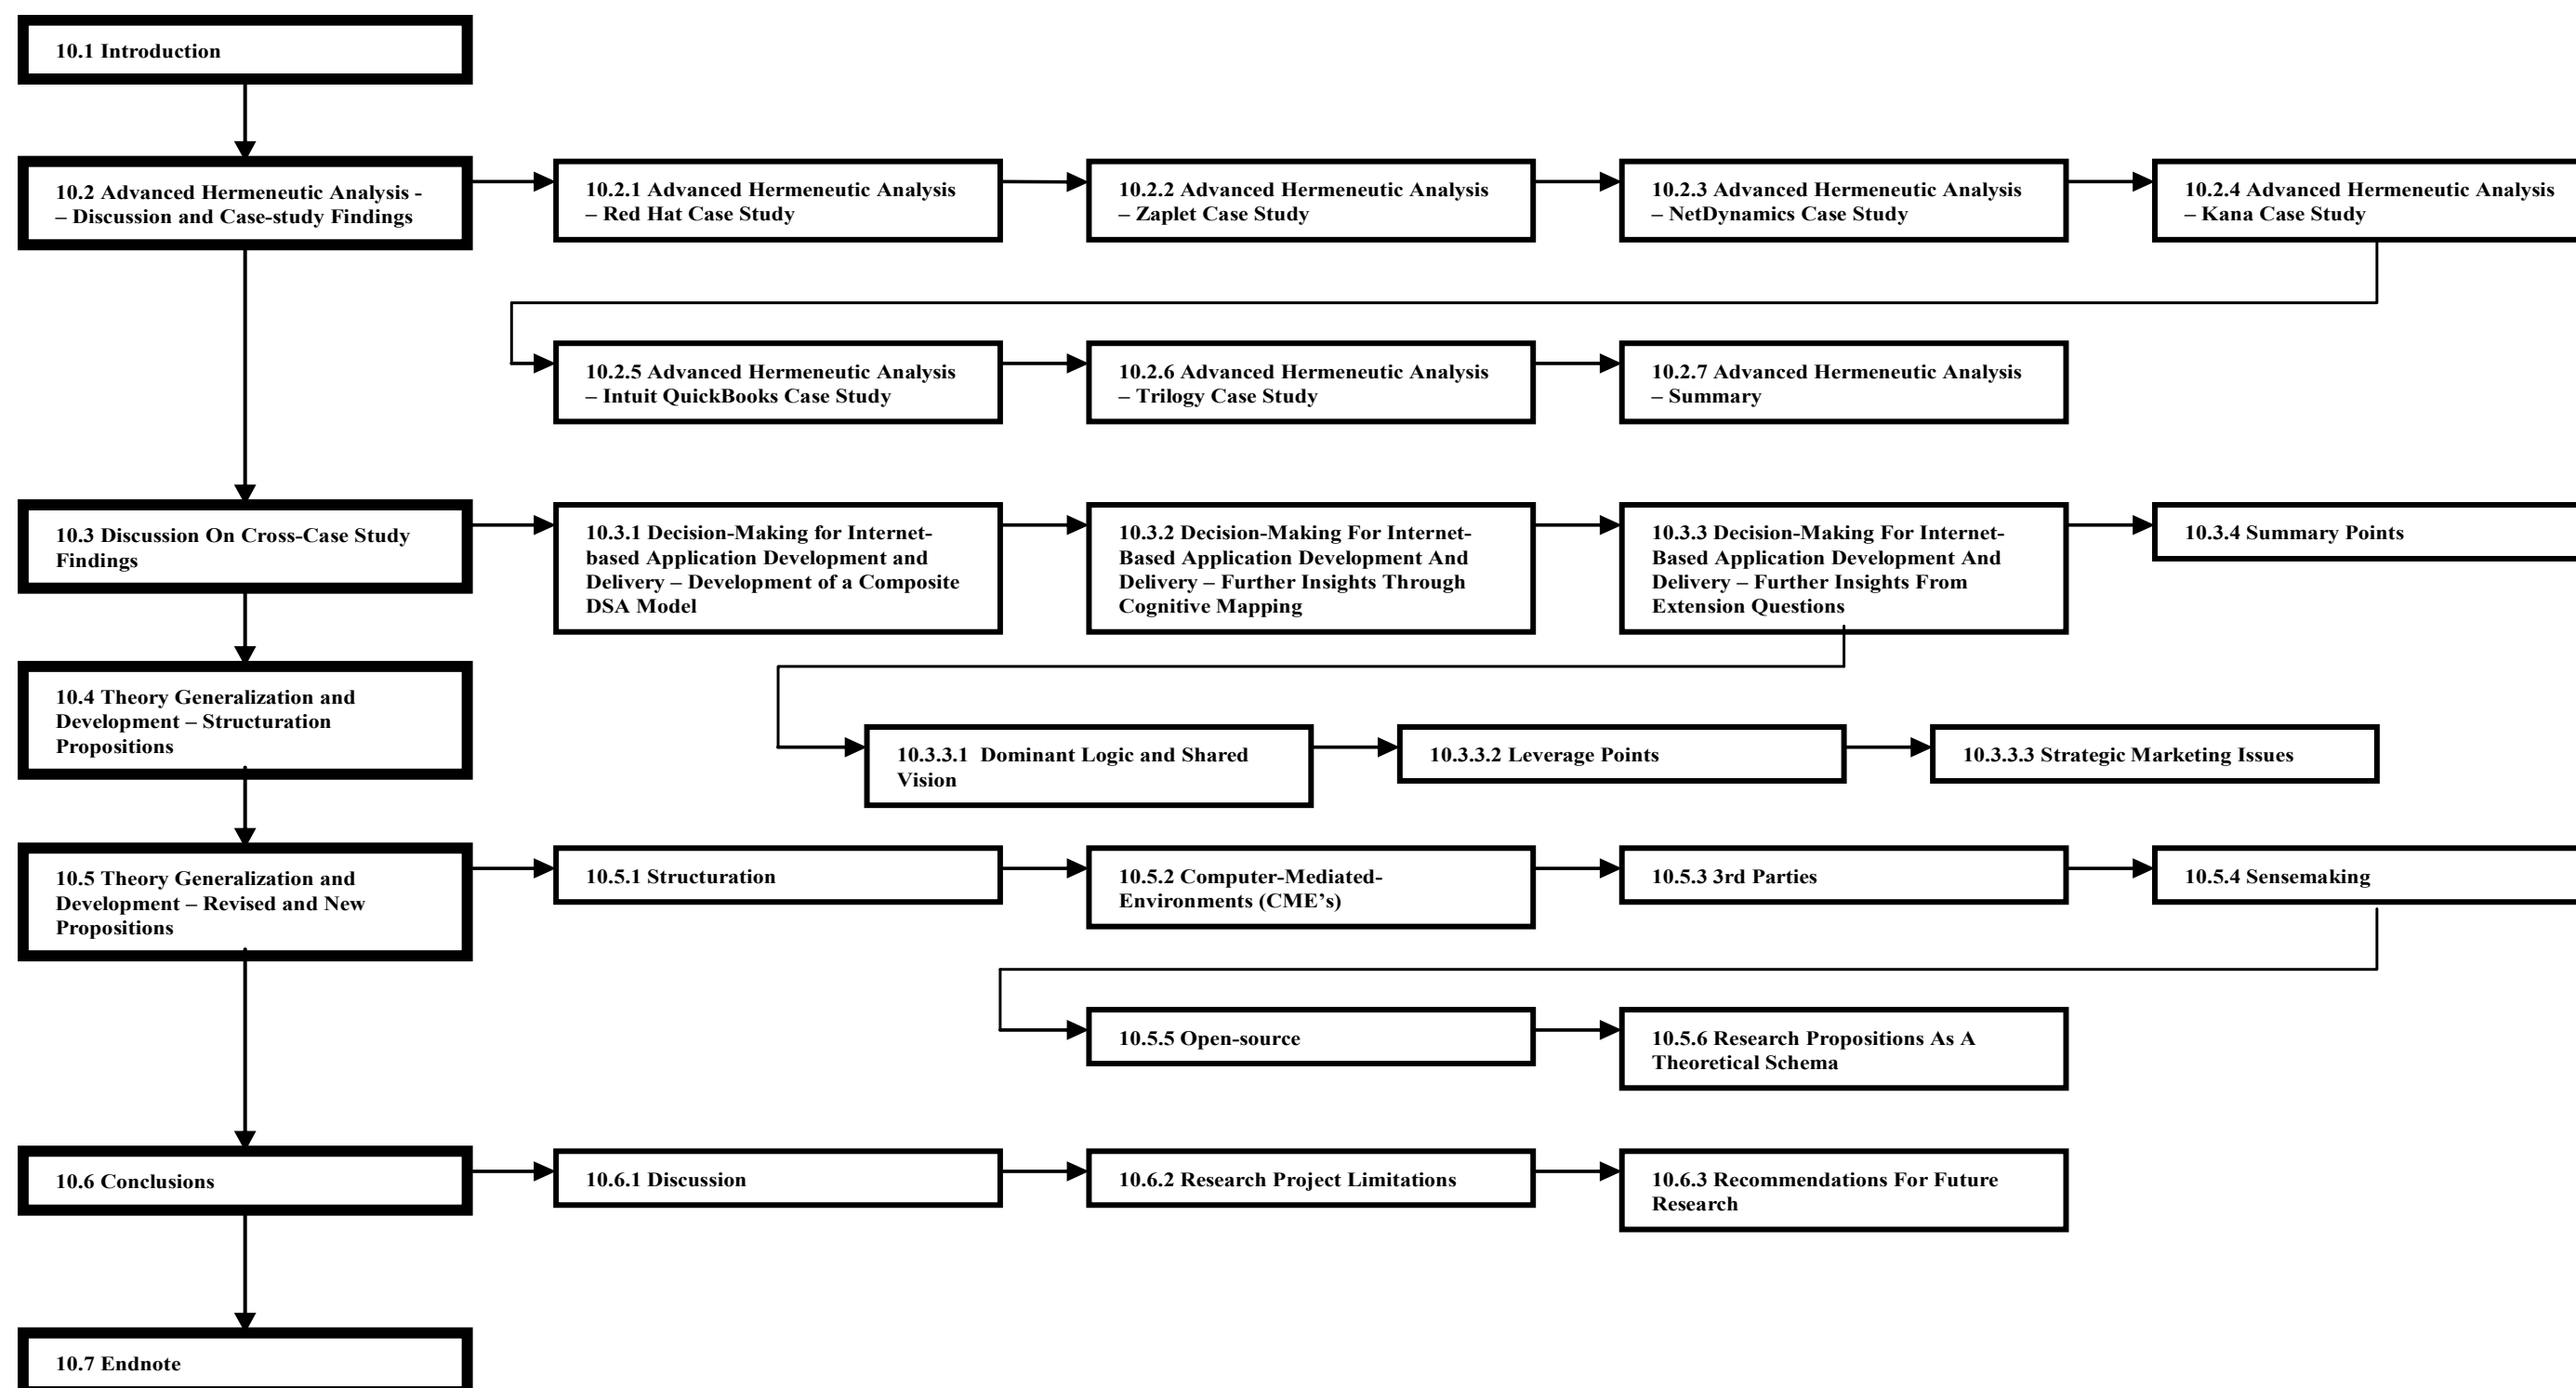 10.1 Introduction
10.2 Advanced Hermeneutic Analysis -
– Discussion and Case-study Findings
10.2.1 Advanced Hermeneutic Analysis
– Red Hat Case Study
10.2.2 Advanced Hermeneutic Analysis
– Zaplet Case Study
10.2.3 Advanced Hermeneutic Analysis
– NetDynamics Case Study
10.2.4 Advanced Hermeneutic Analysis
– Kana Case Study
10.2.5 Advanced Hermeneutic Analysis
– Intuit QuickBooks Case Study
10.2.6 Advanced Hermeneutic Analysis
– Trilogy Case Study
10.2.7 Advanced Hermeneutic Analysis
– Summary
10.3 Discussion On Cross-Case Study
Findings
10.3.1 Decision-Making for Internet-
based Application Development and
Delivery – Development of a Composite
DSA Model
10.3.2 Decision-Making For Internet-
Based Application Development And
Delivery – Further Insights Through
Cognitive Mapping
10.3.3 Decision-Making For Internet-
Based Application Development And
Delivery – Further Insights From
Extension Questions
10.3.4 Summary Points
10.4 Theory Generalization and
Development – Structuration
Propositions
10.3.3.1  Dominant Logic and Shared
Vision
10.3.3.2 Leverage Points
10.3.3.3 Strategic Marketing Issues
10.5 Theory Generalization and
Development – Revised and New
Propositions
10.5.1 Structuration
10.5.2 Computer-Mediated-
Environments (CME’s)
10.5.3 3rd Parties
10.5.4 Sensemaking
10.5.5 Open-source
10.5.6 Research Propositions As A
Theoretical Schema
10.6 Conclusions
10.6.1 Discussion
10.6.2 Research Project Limitations
10.6.3 Recommendations For Future
Research
10.7 Endnote